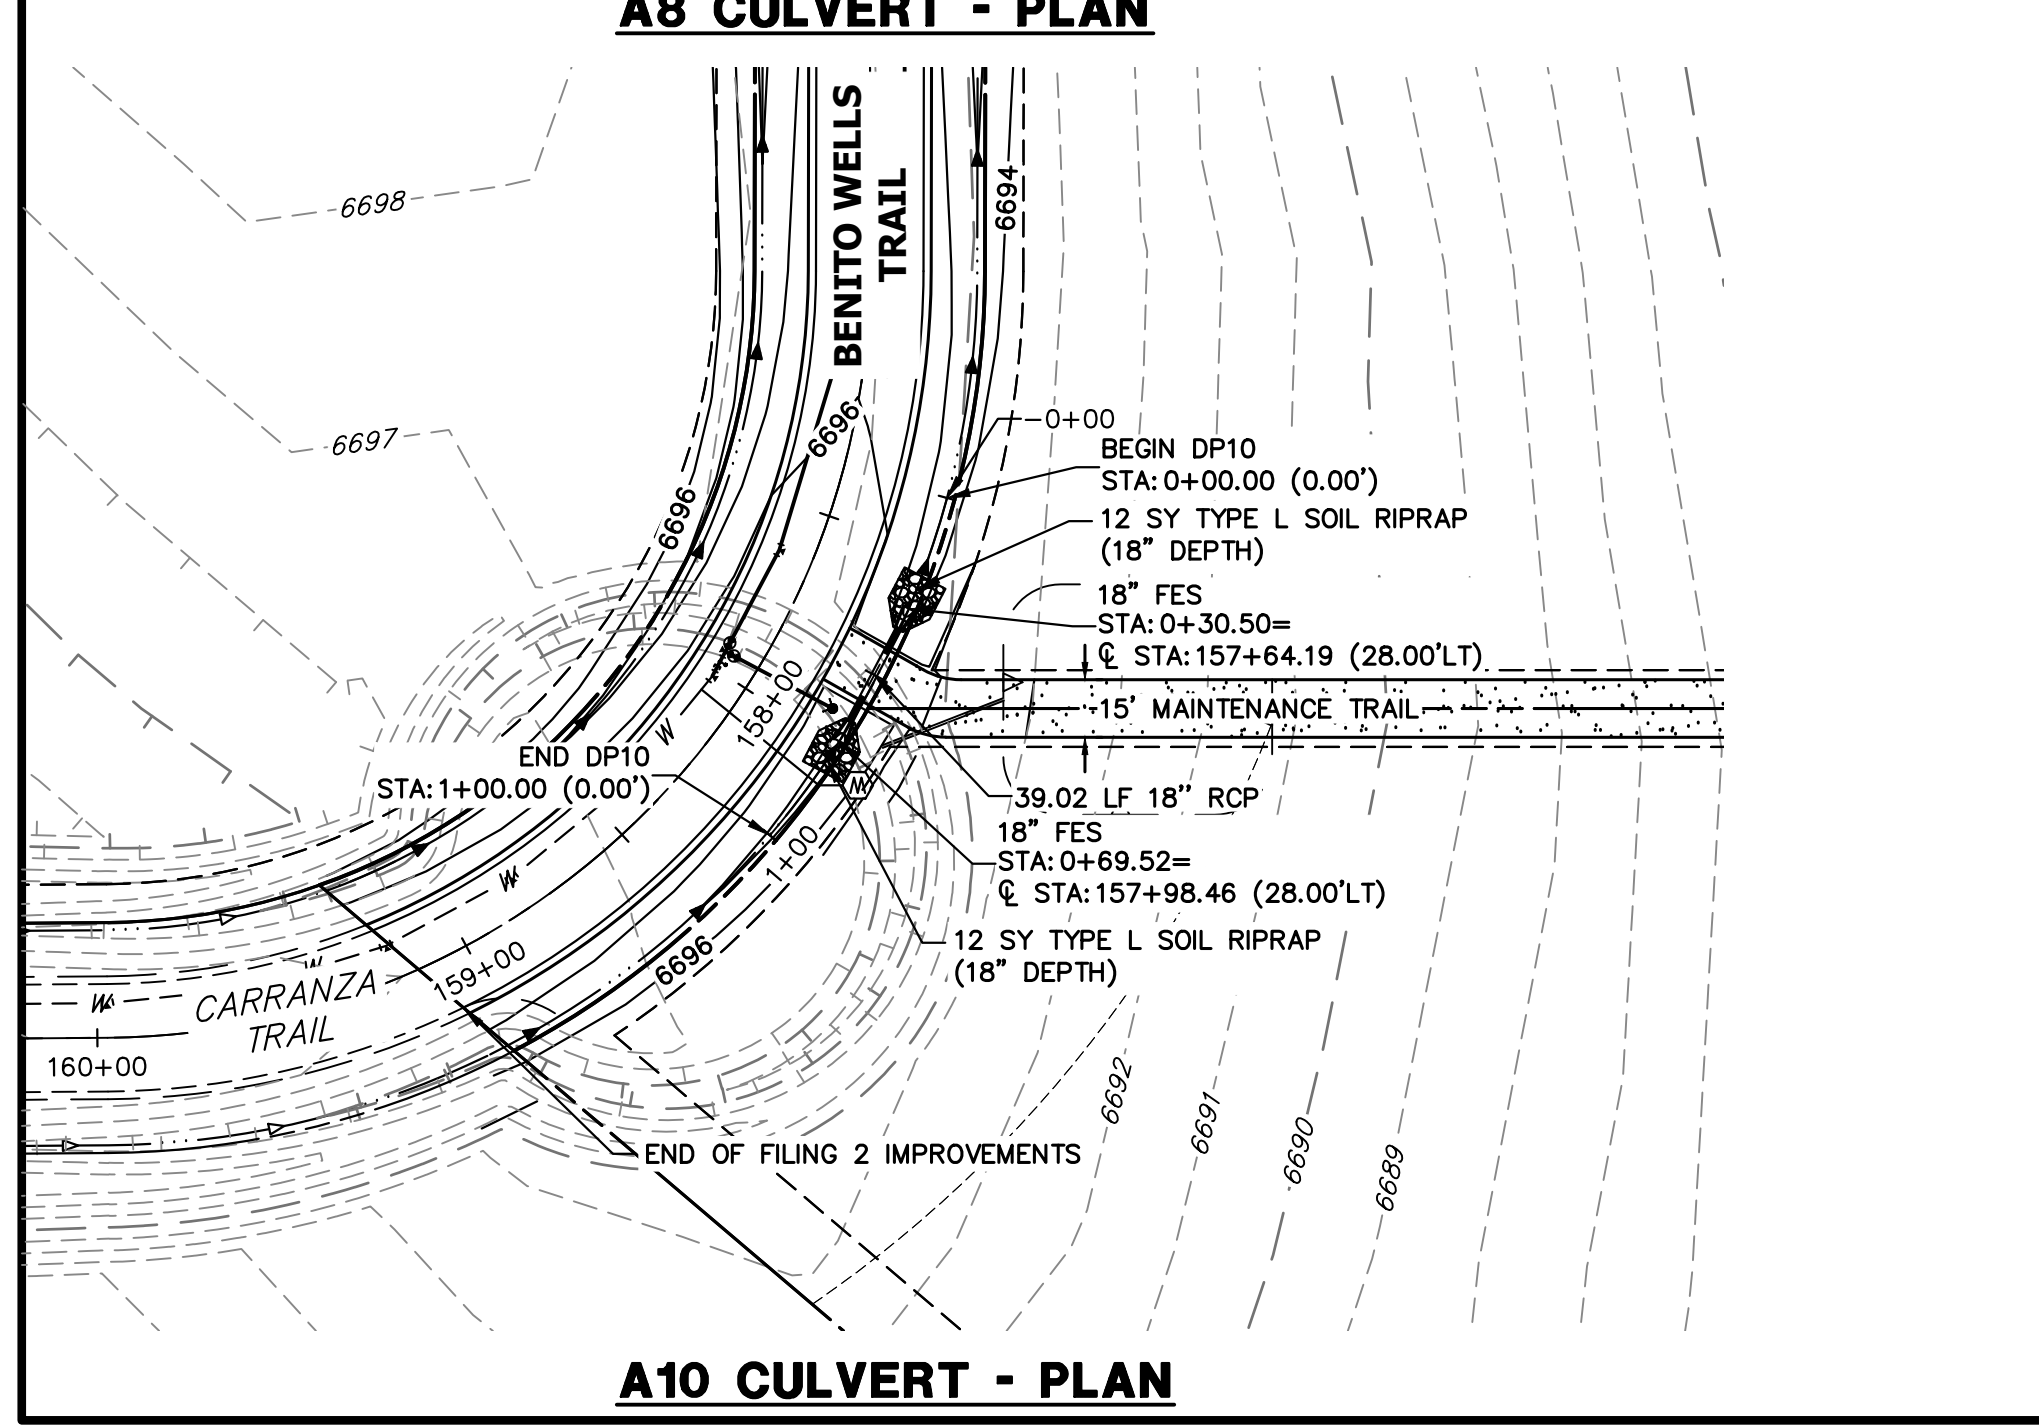 A8 CULVERT - PLAN
BENITO WELLS
TRAIL
6698
6694
6697
6696
6696
-0+00
BEGIN DP10
STA: 0+00.00 (0.00')
12 SY TYPE L SOIL RIPRAP
(18" DEPTH)
18" FES
STA: 0+30.50=
℄ STA: 157+64.19 (28.00'LT)
15' MAINTENANCE TRAIL
158+00
W
END DP10
STA: 1+00.00 (0.00')
39.02 LF 18" RCP
18" FES
STA: 0+69.52=
℄ STA: 157+98.46 (28.00'LT)
1+00
W
12 SY TYPE L SOIL RIPRAP
(18" DEPTH)
6696
159+00
CARRANZA
TRAIL
160+00
6692
6691
6690
6689
END OF FILING 2 IMPROVEMENTS
A10 CULVERT - PLAN